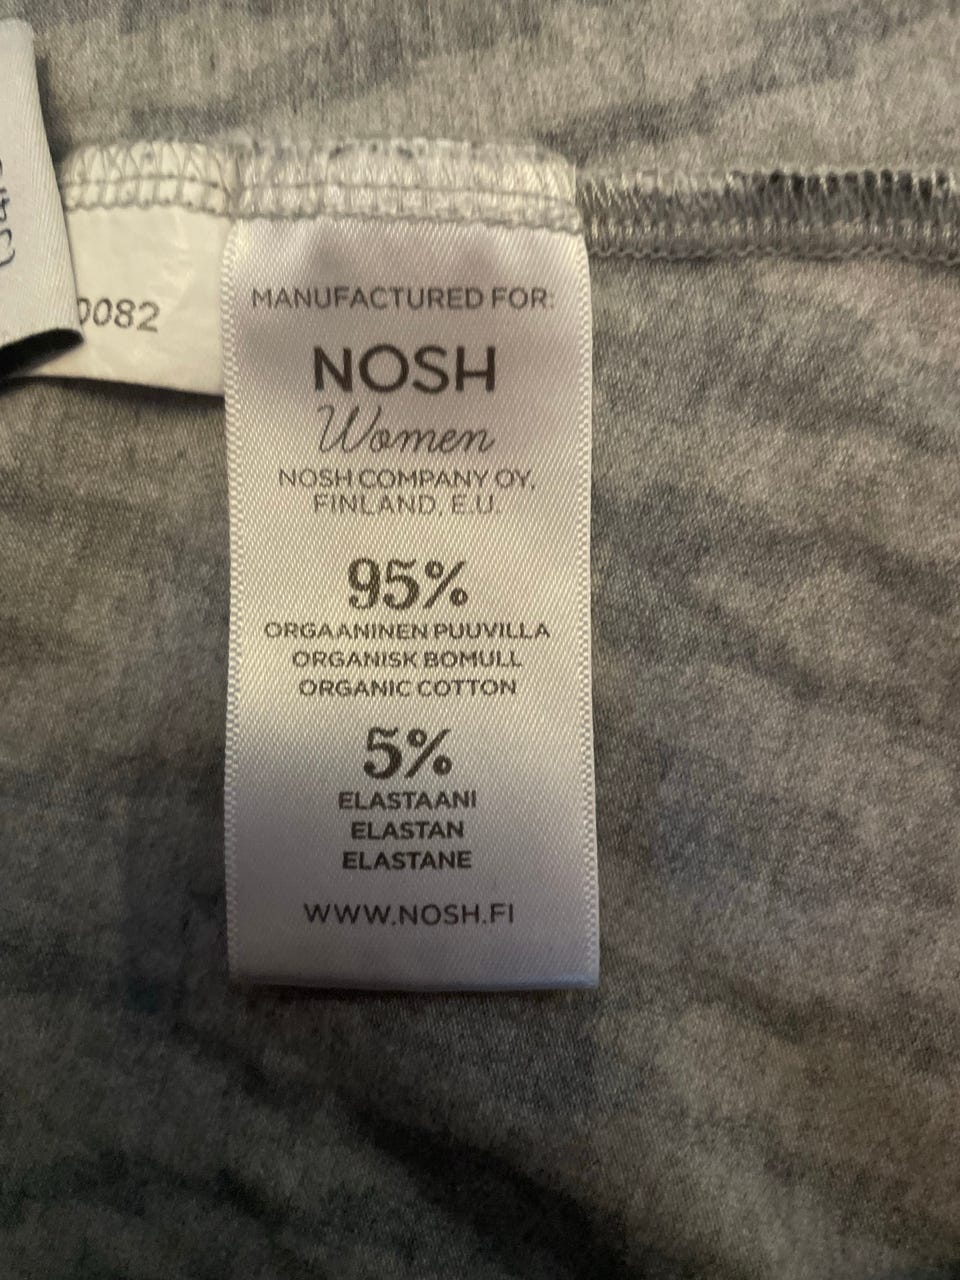 0082
MANUFACTURED FOR:
NOSH
Women
NOSH COMPANY OY,
FINLAND, E.U.
95%
ORGAANINEN PUUVILLA
ORGANISK BOMULL
ORGANIC COTTON
5%
ELASTAANI
ELASTAN
ELASTANE
WWW.NOSH.FI